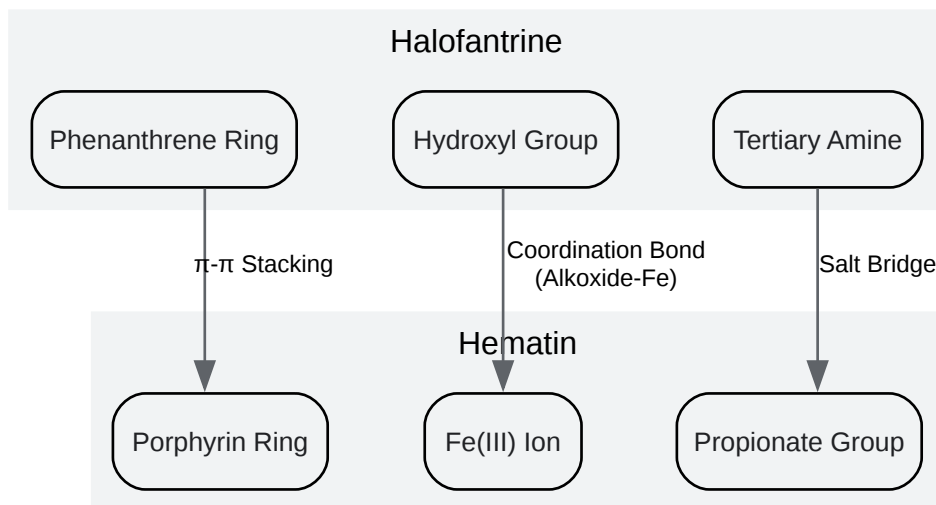 Halofantrine
Phenanthrene Ring
Hydroxyl Group
Tertiary Amine
π-π Stacking
Coordination Bond
(Alkoxide-Fe)
Salt Bridge
Hematin
Porphyrin Ring
Fe(III) Ion
Propionate Group